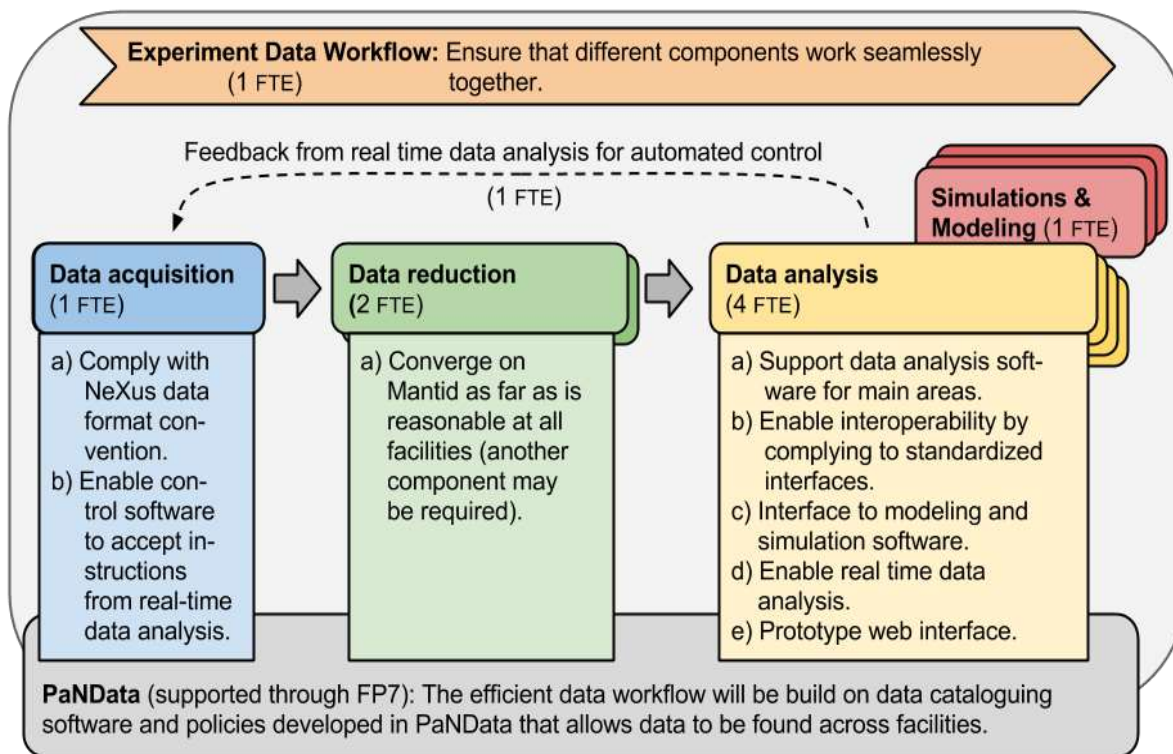 Experiment Data Workflow: Ensure that different components work seamlessly
(1 FTE) together.
Feedback from real time data analysis for automated control
(1 FTE)
Simulations &
Modeling (1 FTE)
Data acquisition
(1 FTE)
a) Comply with
NeXus data
format con-
vention.
b) Enable con-
trol software
to accept in-
structions
from real-time
data analysis.
Data reduction
(2 FTE)
a) Converge on
Mantid as far as is
reasonable at all
facilities (another
component may
be required).
Data analysis
(4 FTE)
a) Support data analysis soft-
ware for main areas.
b) Enable interoperability by
complying to standardized
interfaces.
c) Interface to modeling and
simulation software.
d) Enable real time data
analysis.
e) Prototype web interface.
PaNData (supported through FP7): The efficient data workflow will be build on data cataloguing
software and policies developed in PaNData that allows data to be found across facilities.